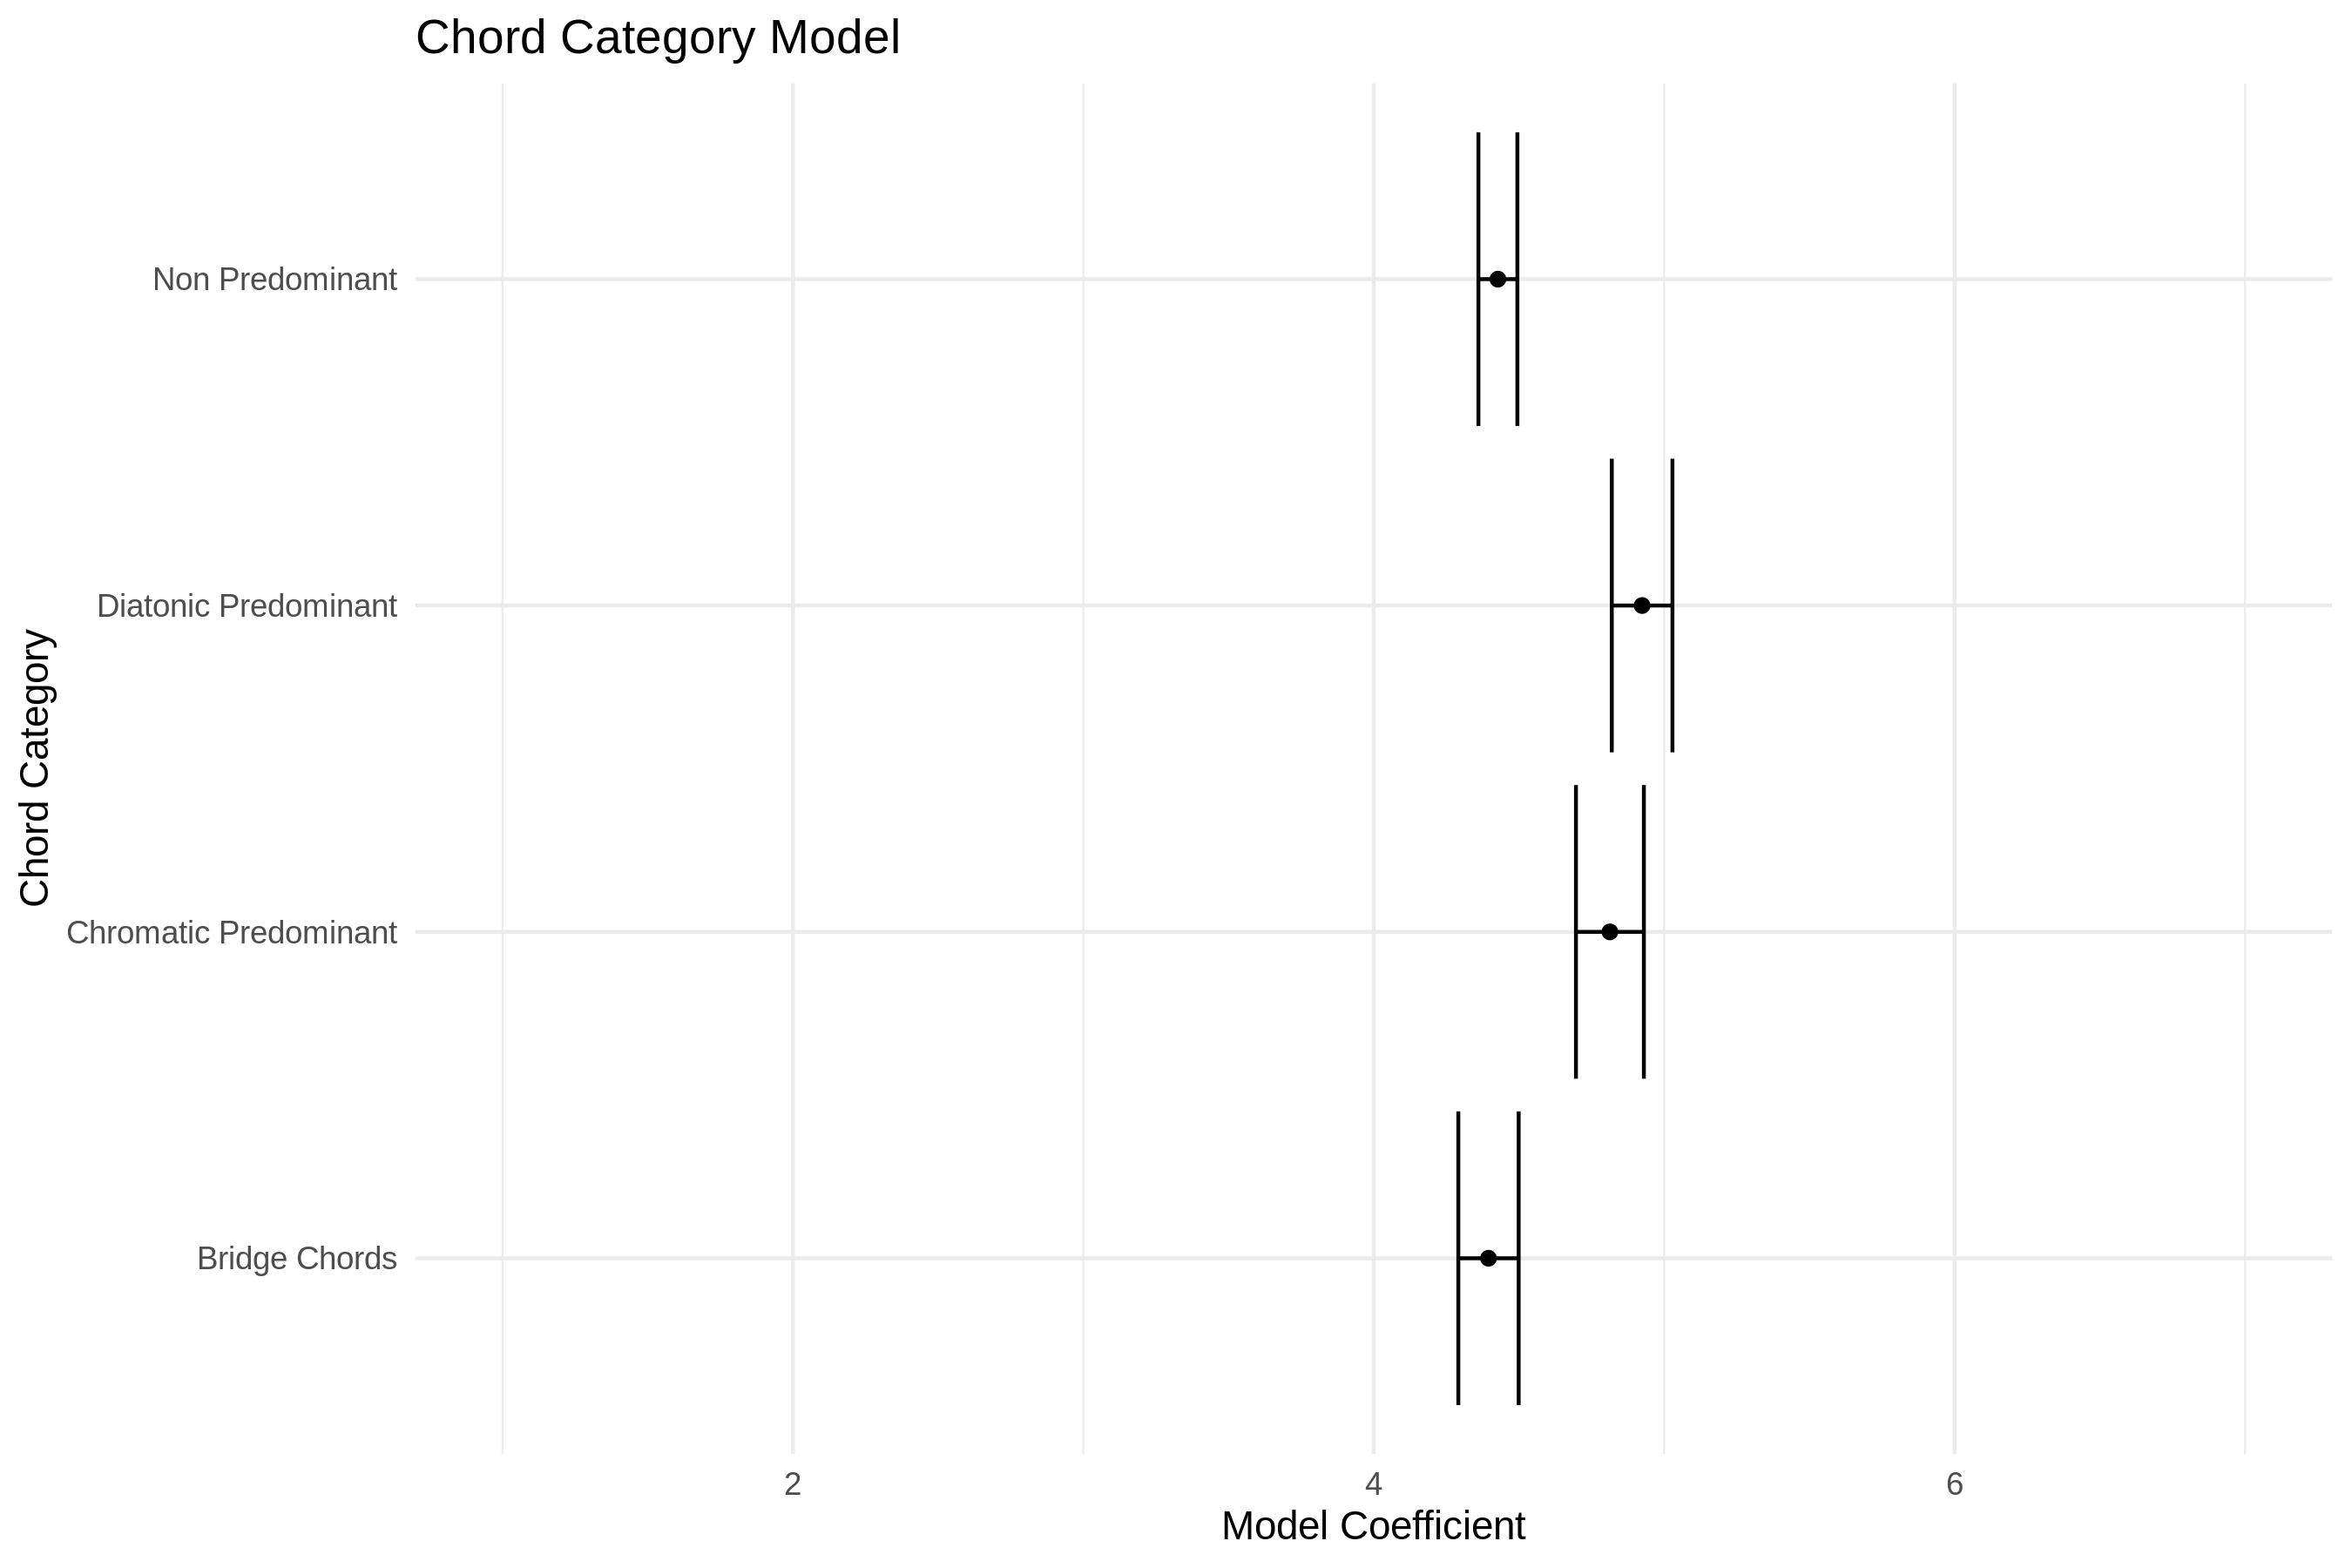 Chord Category Model
Chord Category
Non Predominant
Diatonic Predominant
Chromatic Predominant
Bridge Chords
2
4
6
Model Coefficient